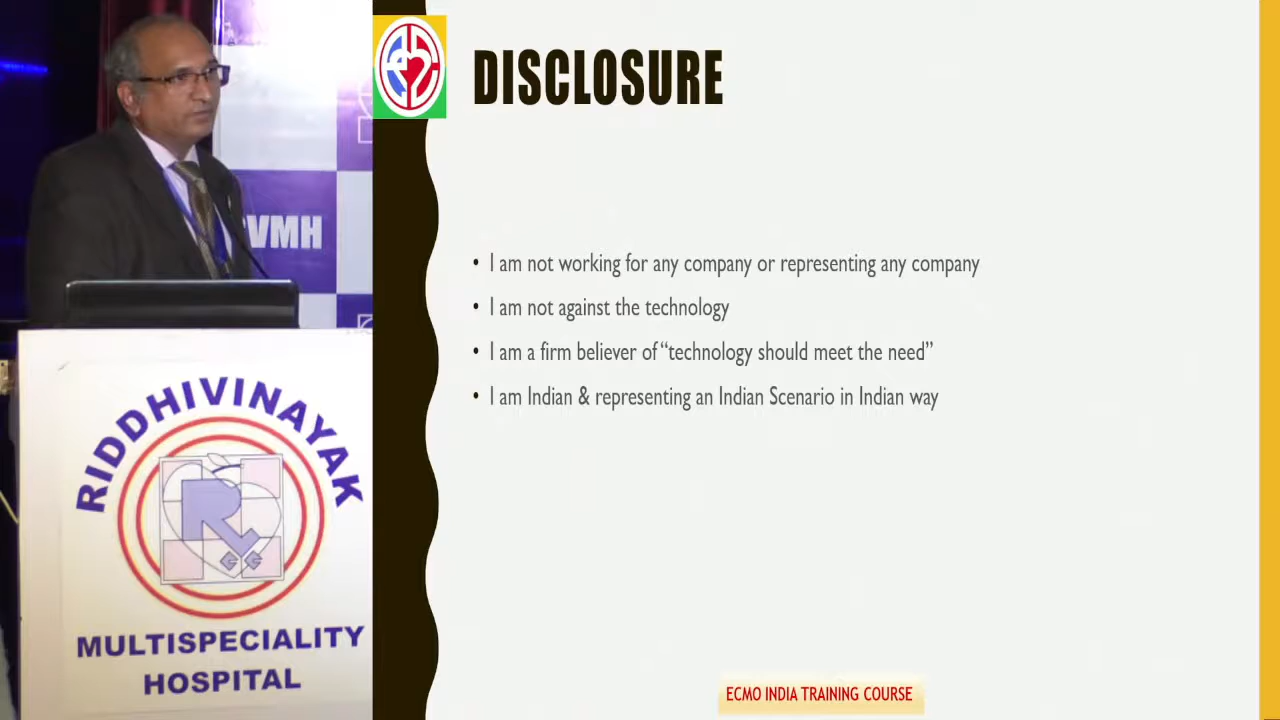 DISCLOSURE
• I am not working for any company or representing any company
• I am not against the technology
• I am a firm believer of “technology should meet the need”
• I am Indian & representing an Indian Scenario in Indian way
ECMO INDIA TRAINING COURSE
VMH
RIDDHIVINAYAK
MULTISPECIALITY
HOSPITAL